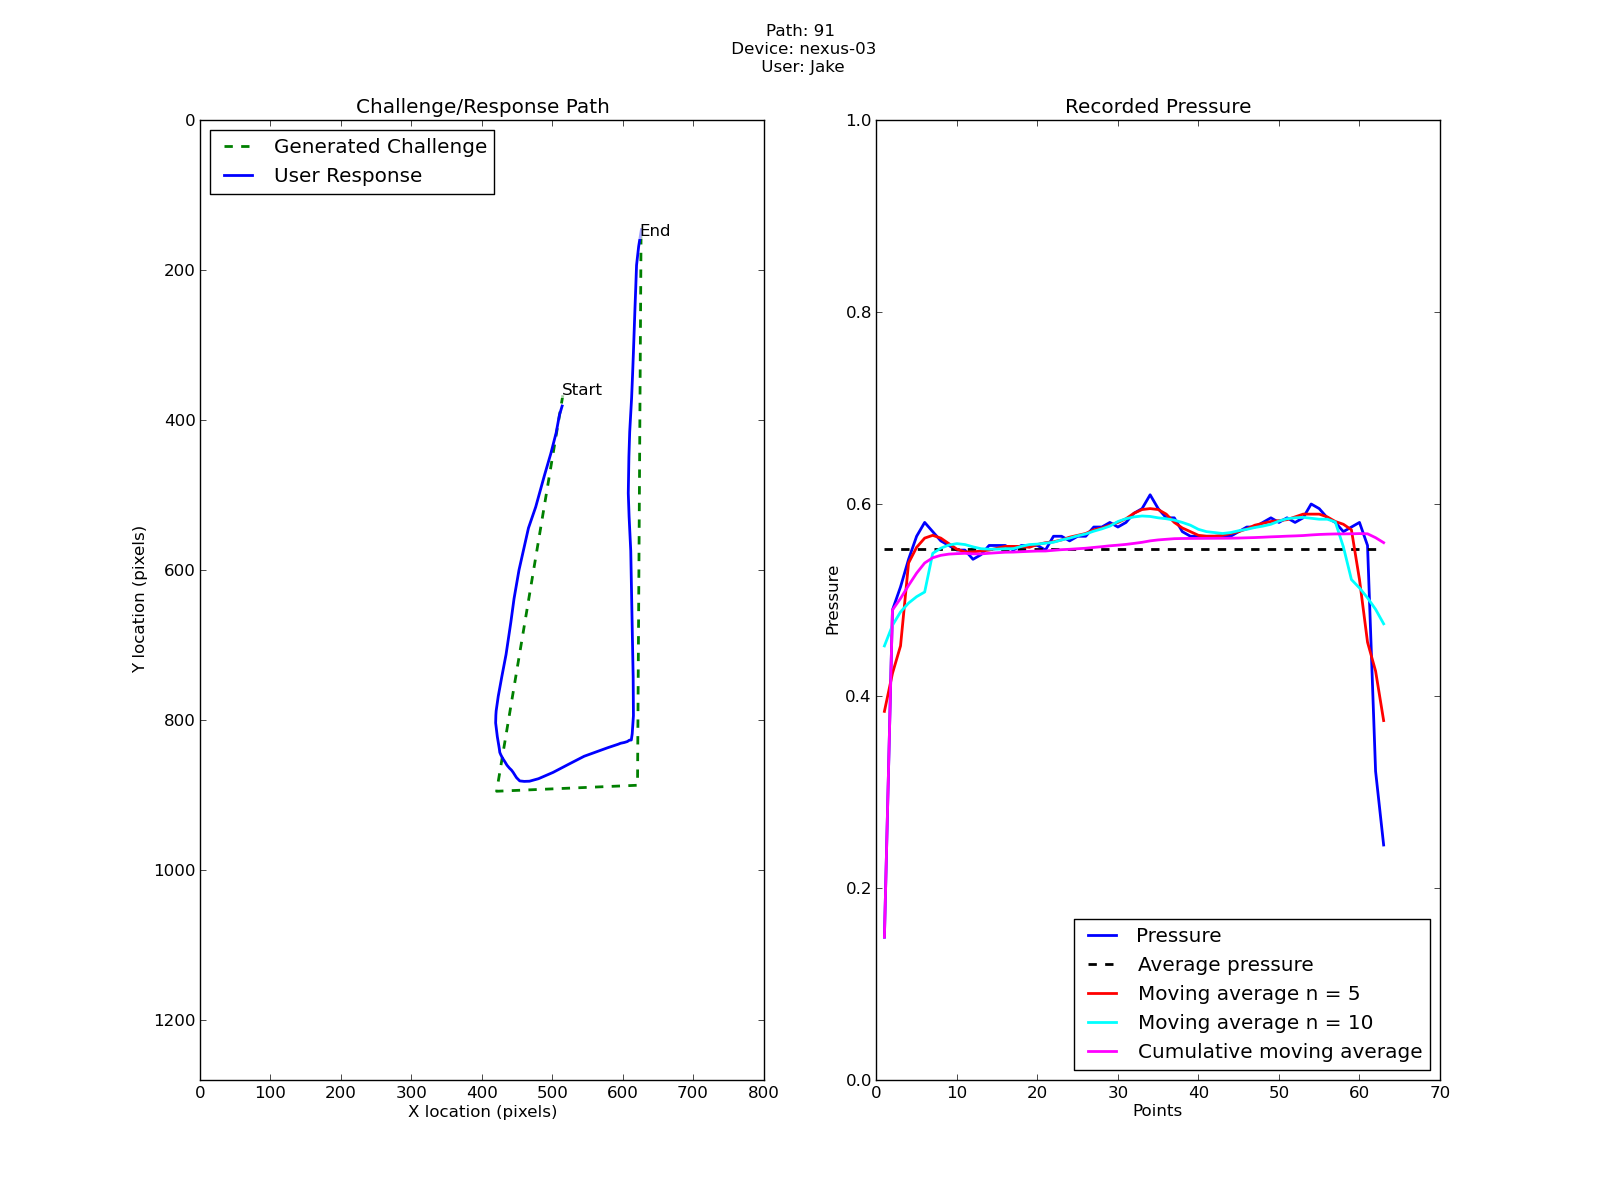 Path: 91
Device: nexus-03
User: Jake
Challenge/Response Path
Generated Challenge
User Response
End
Start
0
200
400
600
800
1000
1200
Y location (pixels)
0 100 200 300 400 500 600 700 800
X location (pixels)
Recorded Pressure
1.0
0.8
0.6
0.4
0.2
0.0
Pressure
Pressure
Average pressure
Moving average n = 5
Moving average n = 10
Cumulative moving average
0 10 20 30 40 50 60 70
Points